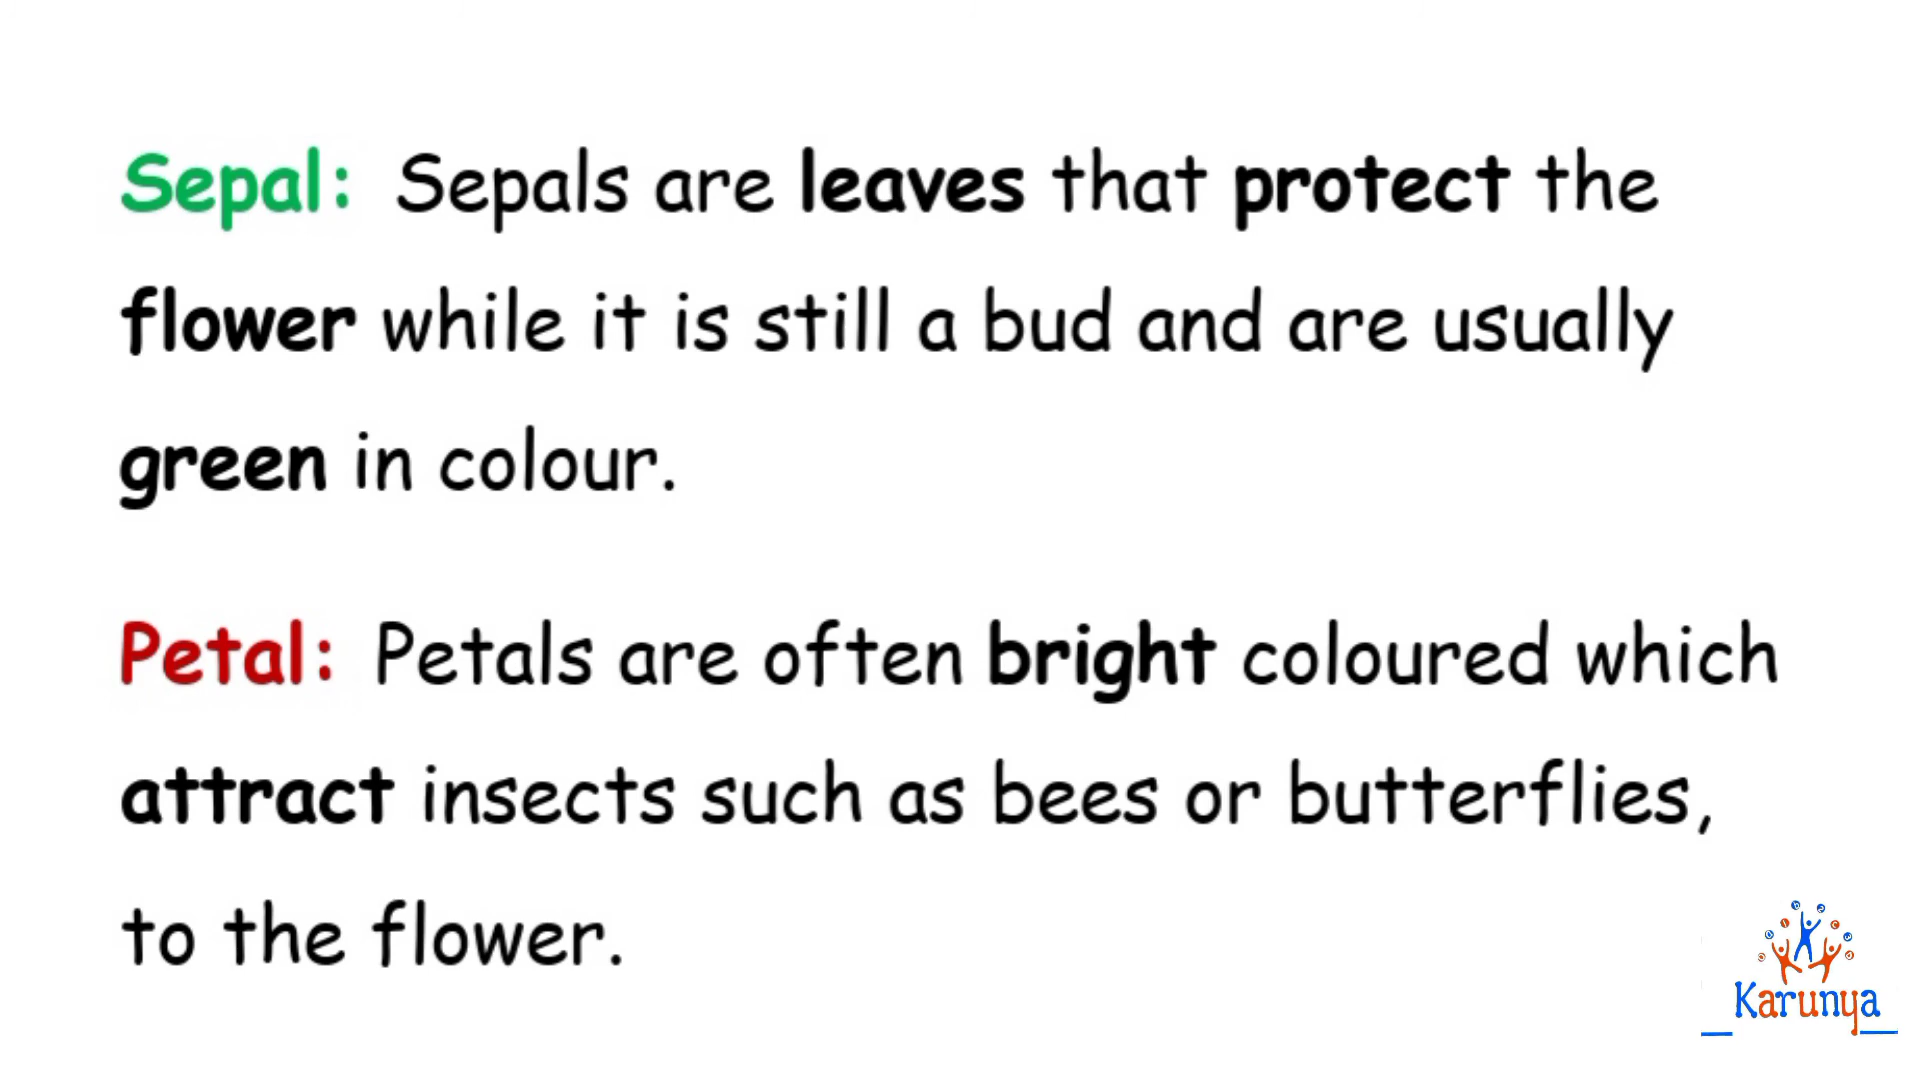 Sepal: Sepals are leaves that protect the
flower while it is still a bud and are usually
green in colour.
Petal: Petals are often bright coloured which
attract insects such as bees or butterflies,
to the flower.
Karunya